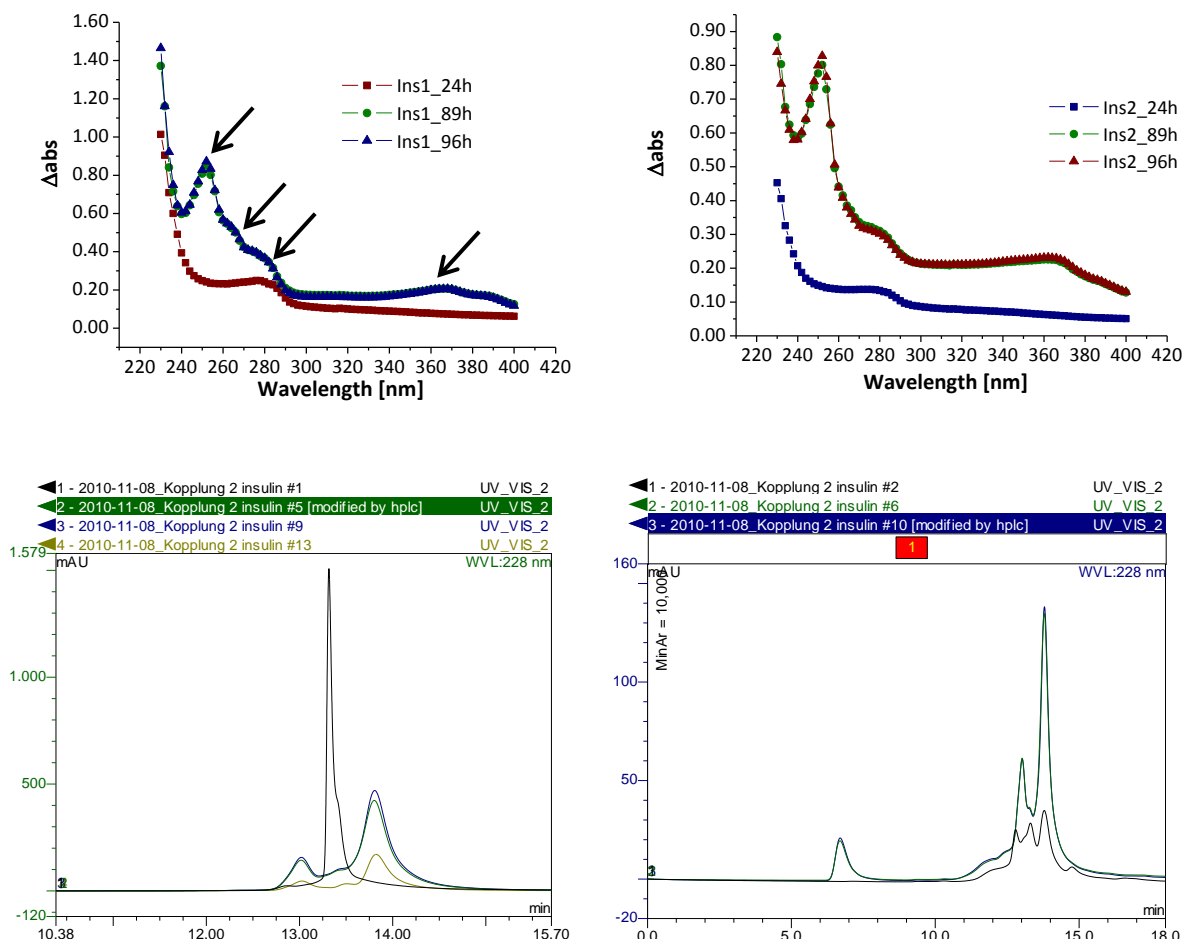 1.60
1.40
1.20
1.00
0.80
0.60
0.40
0.20
0.00
Δabs
Ins1_24h
Ins1_89h
Ins1_96h
220 240 260 280 300 320 340 360 380 400 420
Wavelength [nm]
0.90
0.80
0.70
0.60
0.50
0.40
0.30
0.20
0.10
0.00
Δabs
Ins2_24h
Ins2_89h
Ins2_96h
220 240 260 280 300 320 340 360 380 400 420
Wavelength [nm]
1 - 2010-11-08_Kopplung 2 insulin #1 UV_VIS_2
2 - 2010-11-08_Kopplung 2 insulin #5 [modified by hplc] UV_VIS_2
3 - 2010-11-08_Kopplung 2 insulin #9 UV_VIS_2
4 - 2010-11-08_Kopplung 2 insulin #13 UV_VIS_2
1.579
mAU WVL:228 nm
1.000
500
-120
min
10.38 12.00 13.00 14.00 15.70
1 - 2010-11-08_Kopplung 2 insulin #2 UV_VIS_2
2 - 2010-11-08_Kopplung 2 insulin #6 UV_VIS_2
3 - 2010-11-08_Kopplung 2 insulin #10 [modified by hplc] UV_VIS_2
1
160
mAU WVL:228 nm
MinAr = 10,000
100
50
-20
min
0.0 5.0 10.0 15.0 18.0